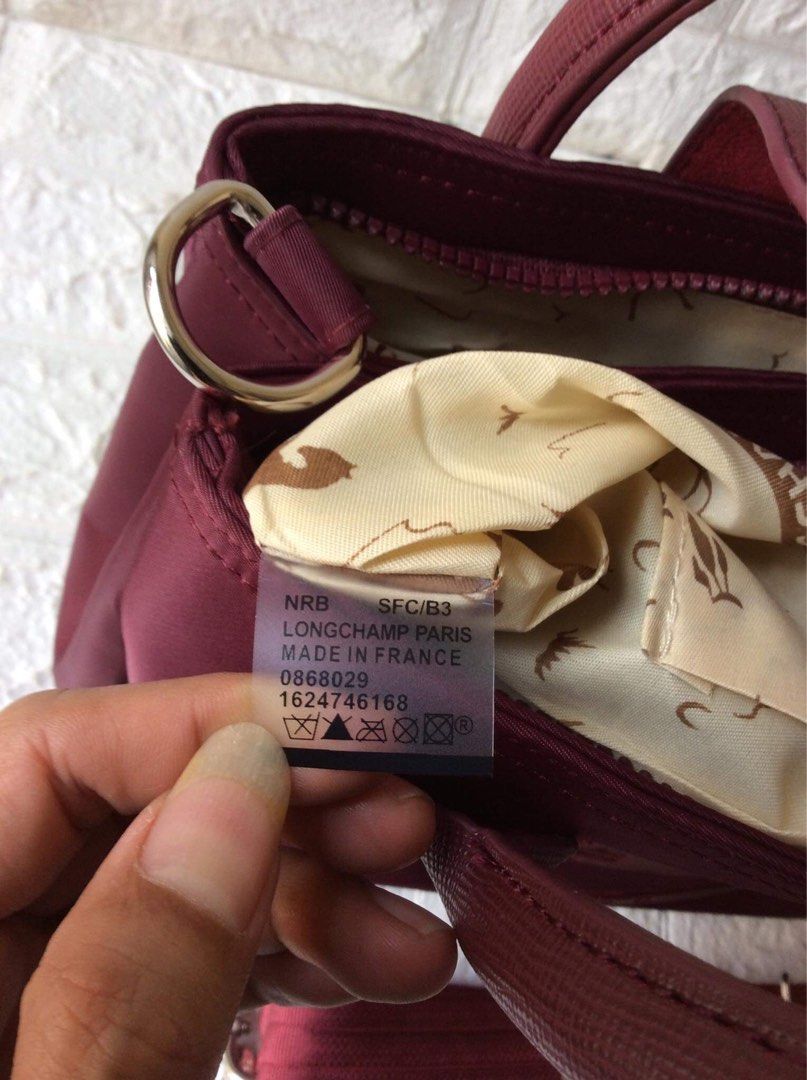 NRB SFC/B3
LONGCHAMP PARIS
MADE IN FRANCE
0868029
1624746168
®